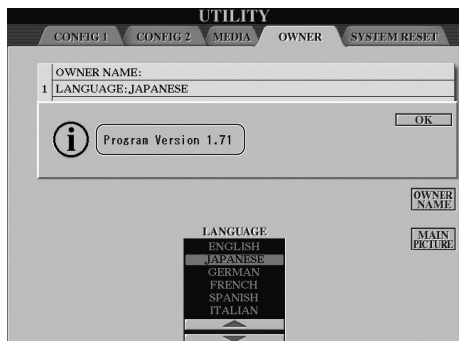 UTILITY
CONFIG 1 CONFIG 2 MEDIA OWNER SYSTEM RESET
OWNER NAME:
1 LANGUAGE:JAPANESE
OK
i Program Version 1.71
OWNER
NAME
LANGUAGE
MAIN
PICTURE
ENGLISH
JAPANESE
GERMAN
FRENCH
SPANISH
ITALIAN